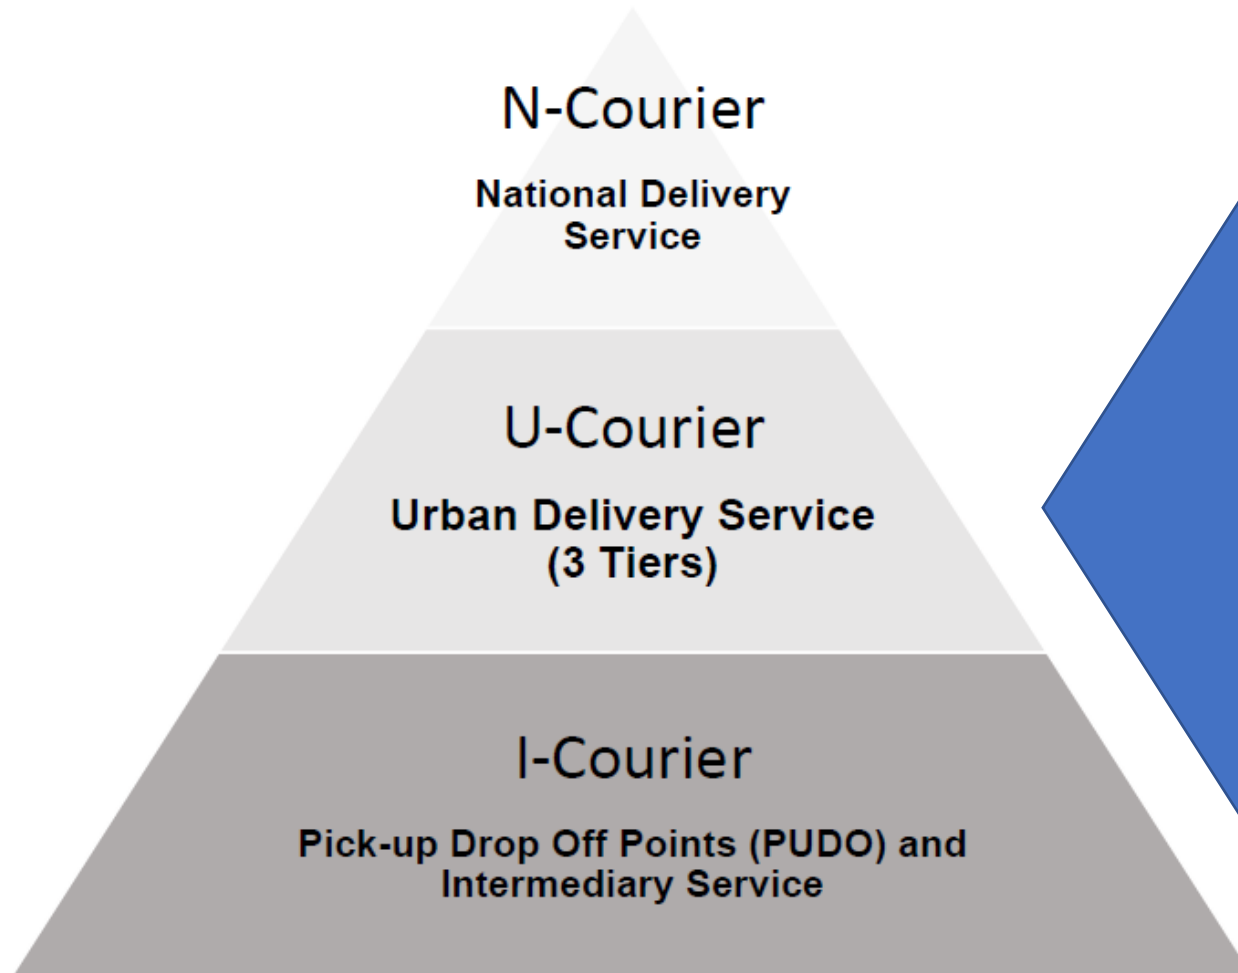 N-Courier
National Delivery
Service
U-Courier
Urban Delivery Service
(3 Tiers)
I-Courier
Pick-up Drop Off Points (PUDO) and
Intermediary Service